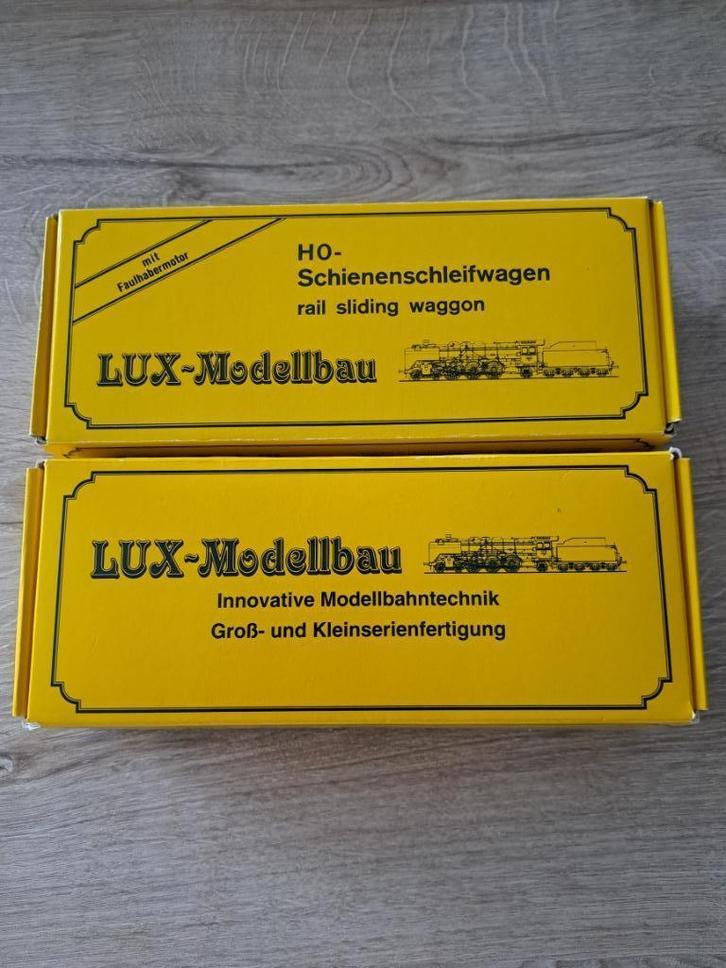 mit
Faulhabermotor
HO-
Schienenschleifwagen
rail sliding waggon
LUX-Modellbau
LUX-Modellbau
Innovative Modellbahntechnik
Groß- und Kleinserienfertigung